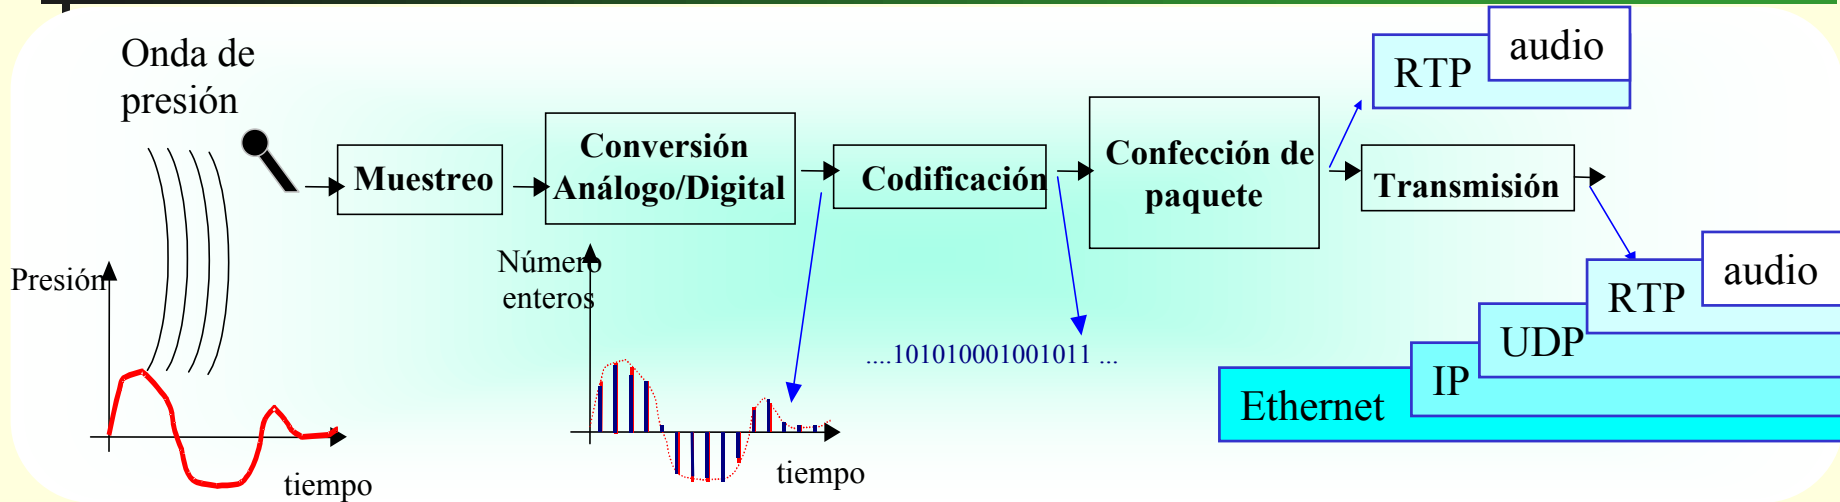 Onda de
presión
Muestreo
Conversión
Análogo/Digital
Codificación
Confección de
paquete
RTP
audio
Transmisión
Presión
tiempo
Número
enteros
tiempo
....101010001001011 ...
audio
RTP
UDP
IP
Ethernet